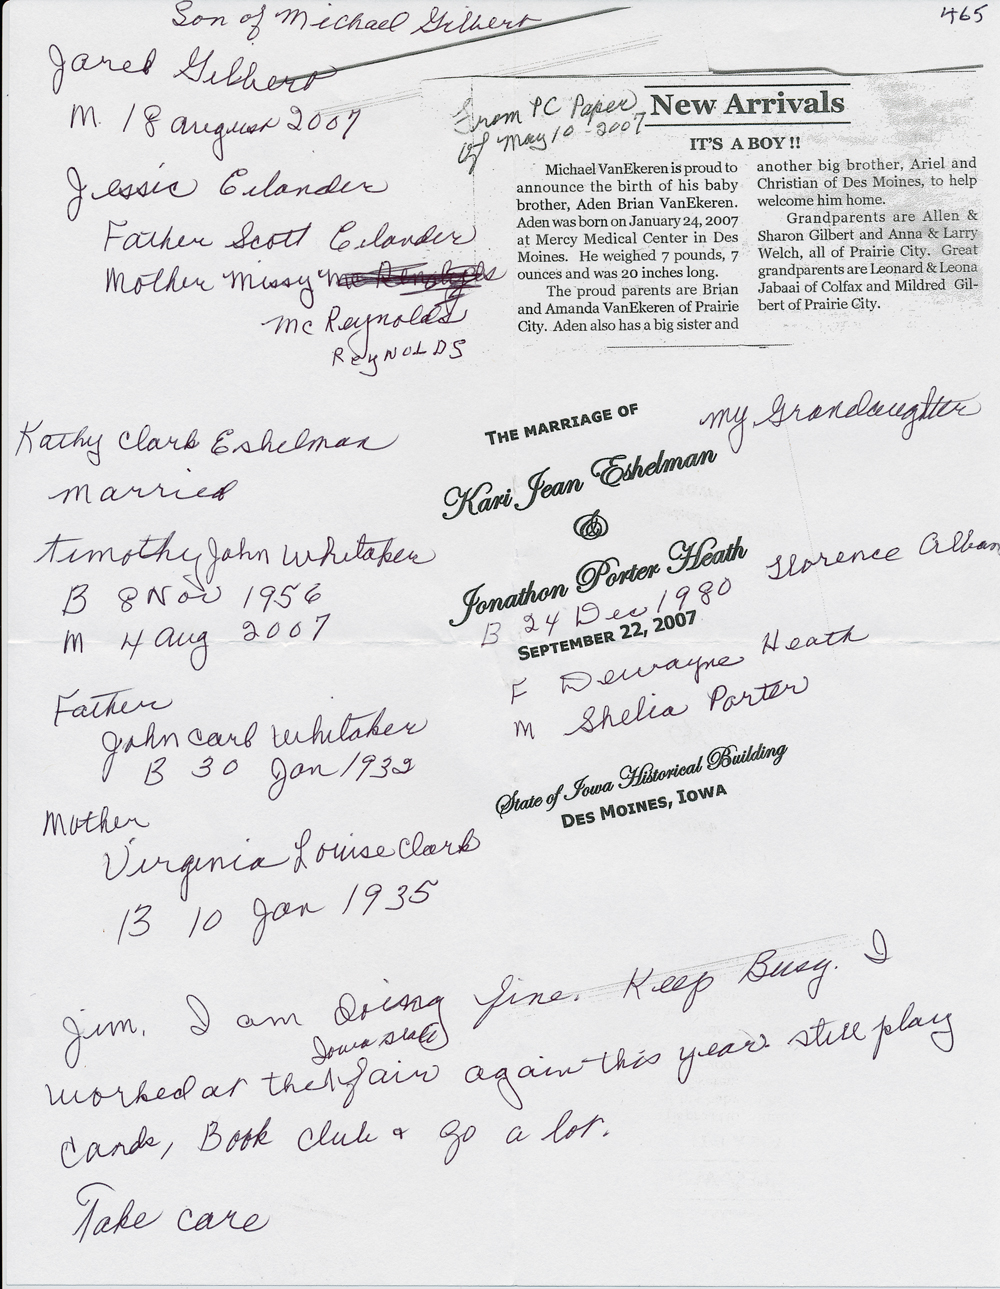 465
Son of Michael Gilbert
Jared Gilbert
M. 18 august 2007
Jessie Eilander
Father Scott Eilander
Mother Missy
Mc Reynolds
REYNOLDS
From PC Paper
of May 10-2007
New Arrivals
IT'S A BOY !!
Michael VanEkeren is proud to
announce the birth of his baby
brother, Aden Brian VanEkeren.
Aden was born on January 24, 2007
at Mercy Medical Center in Des
Moines. He weighed 7 pounds, 7
ounces and was 20 inches long.
The proud parents are Brian
and Amanda VanEkeren of Prairie
City. Aden also has a big sister and
another big brother, Ariel and
Christian of Des Moines, to help
welcome him home.
Grandparents are Allen &
Sharon Gilbert and Anna & Larry
Welch, all of Prairie City. Great
grandparents are Leonard & Leona
Jabaai of Colfax and Mildred Gil-
bert of Prairie City.
Kathy Clark Eshelman
married
Timothy John Whitaker
B 8 Nov 1956
M 4 Aug 2007
Father
John Carl Whitaker
B 30 Jan 1932
Mother
Virginia Louise Clark
B 10 Jan 1935
THE MARRIAGE OF
my Grandaughter
Kari Jean Eshelman
&
Jonathon Porter Heath
Florence Alban
B 24 Dec 1980
SEPTEMBER 22, 2007
F Dewayne Heath
M Shelia Porter
State of Iowa Historical Building
DES MOINES, IOWA
Jim. I am doing fine. Keep Busy. I
Iowa State
worked at the fair again this year. still play
Cards, Book Club & go a lot.
Take care